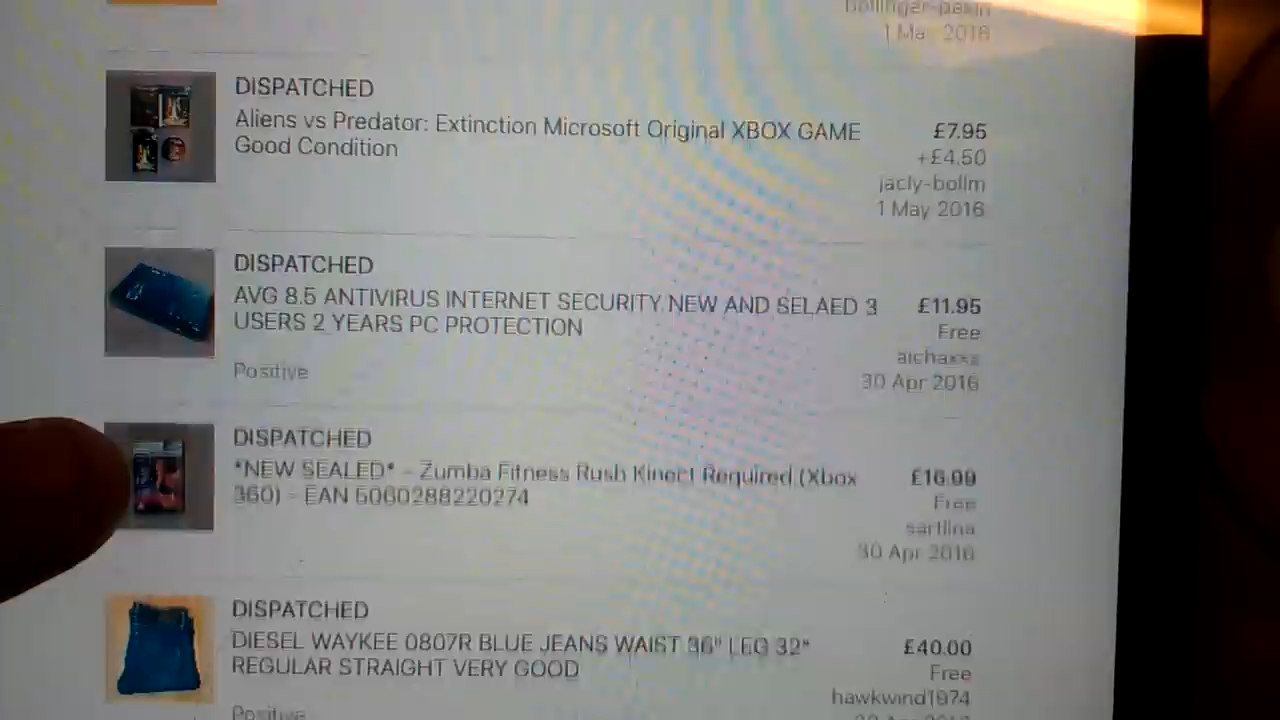 1 May 2016
DISPATCHED
Aliens vs Predator: Extinction Microsoft Original XBOX GAME
Good Condition
£7.95
+£4.50
jacly-bollm
1 May 2016
DISPATCHED
AVG 8.5 ANTIVIRUS INTERNET SECURITY NEW AND SELAED 3
USERS 2 YEARS PC PROTECTION
£11.95
Free
Positive
30 Apr 2016
DISPATCHED
*NEW SEALED* - Zumba Fitness Rush Kinect Required (Xbox
360) - EAN 5060288220274
£16.99
Free
sartlina
30 Apr 2016
DISPATCHED
DIESEL WAYKEE 0807R BLUE JEANS WAIST 36" LEG 32"
REGULAR STRAIGHT VERY GOOD
£40.00
Free
hawkwind1974
Positive